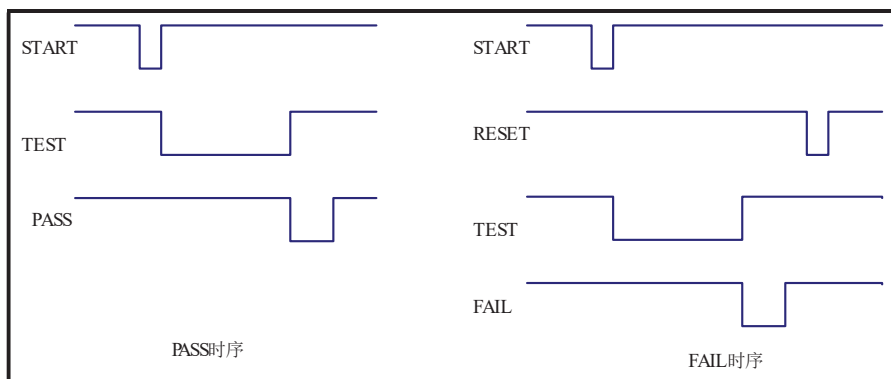 START
TEST
PASS
PASS时序
START
RESET
TEST
FAIL
FAIL时序